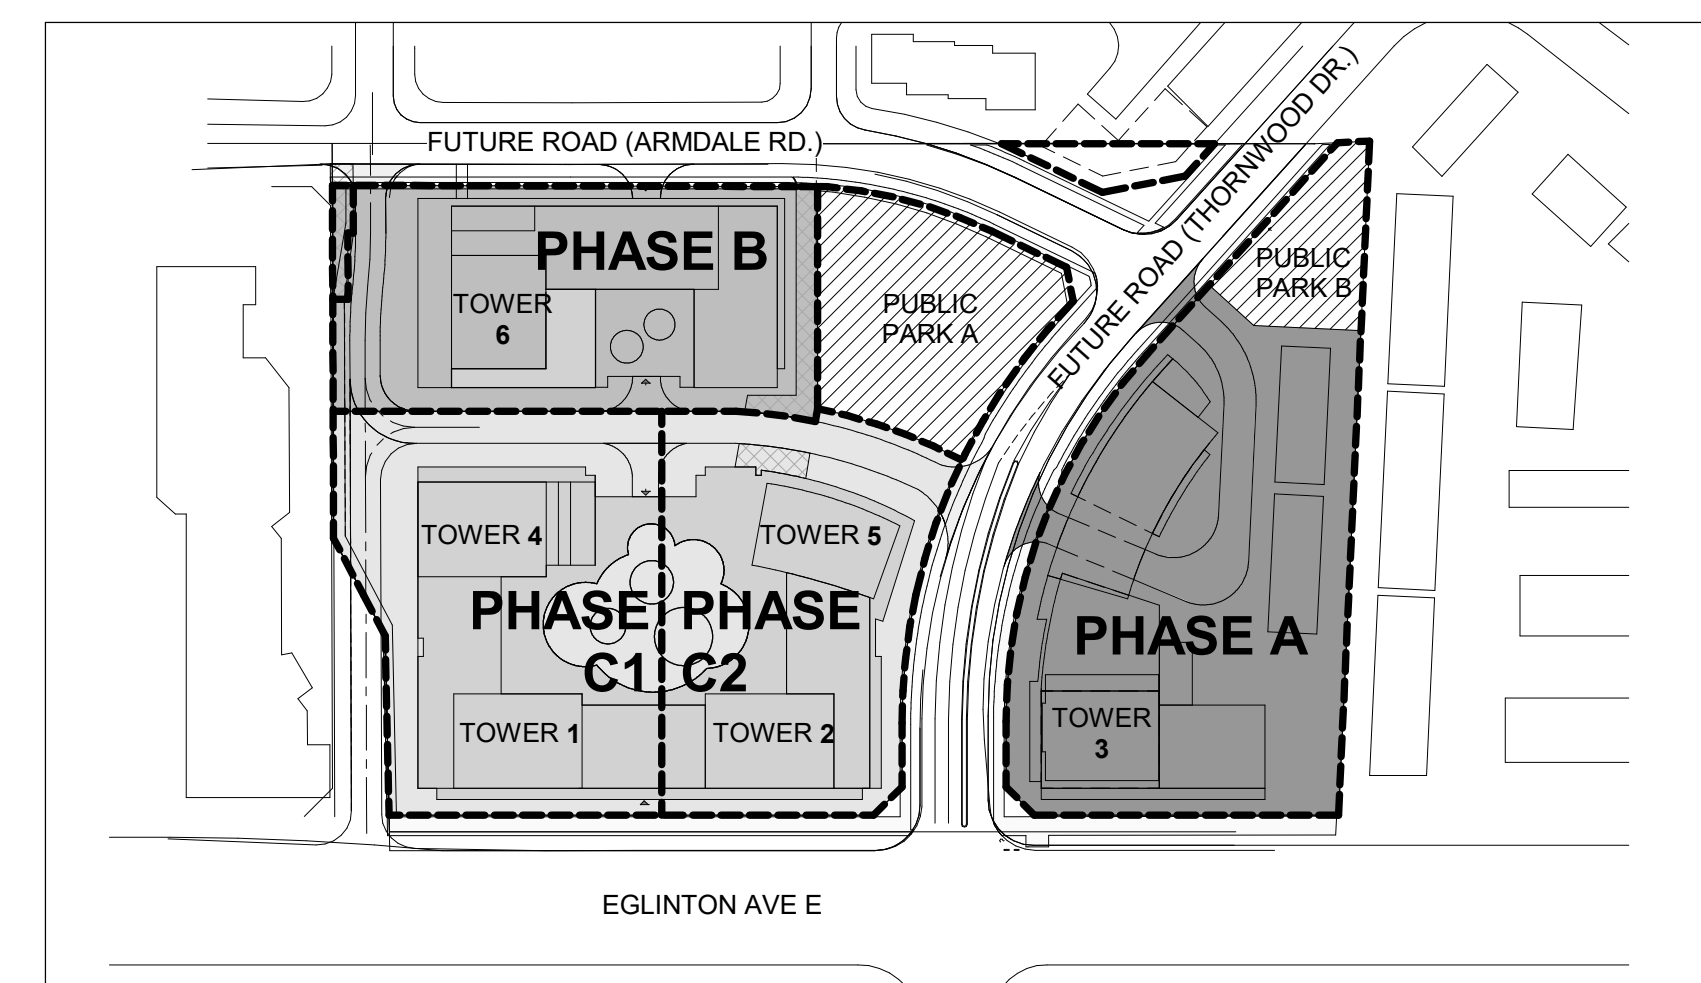 FUTURE ROAD (ARMDALE RD.)
FUTURE ROAD (THORNWOOD DR.)
PHASE B
TOWER
6
PUBLIC
PARK A
PUBLIC
PARK B
TOWER 4
TOWER 5
PHASE
C1
PHASE
C2
PHASE A
TOWER 1
TOWER 2
TOWER
3
EGLINTON AVE E